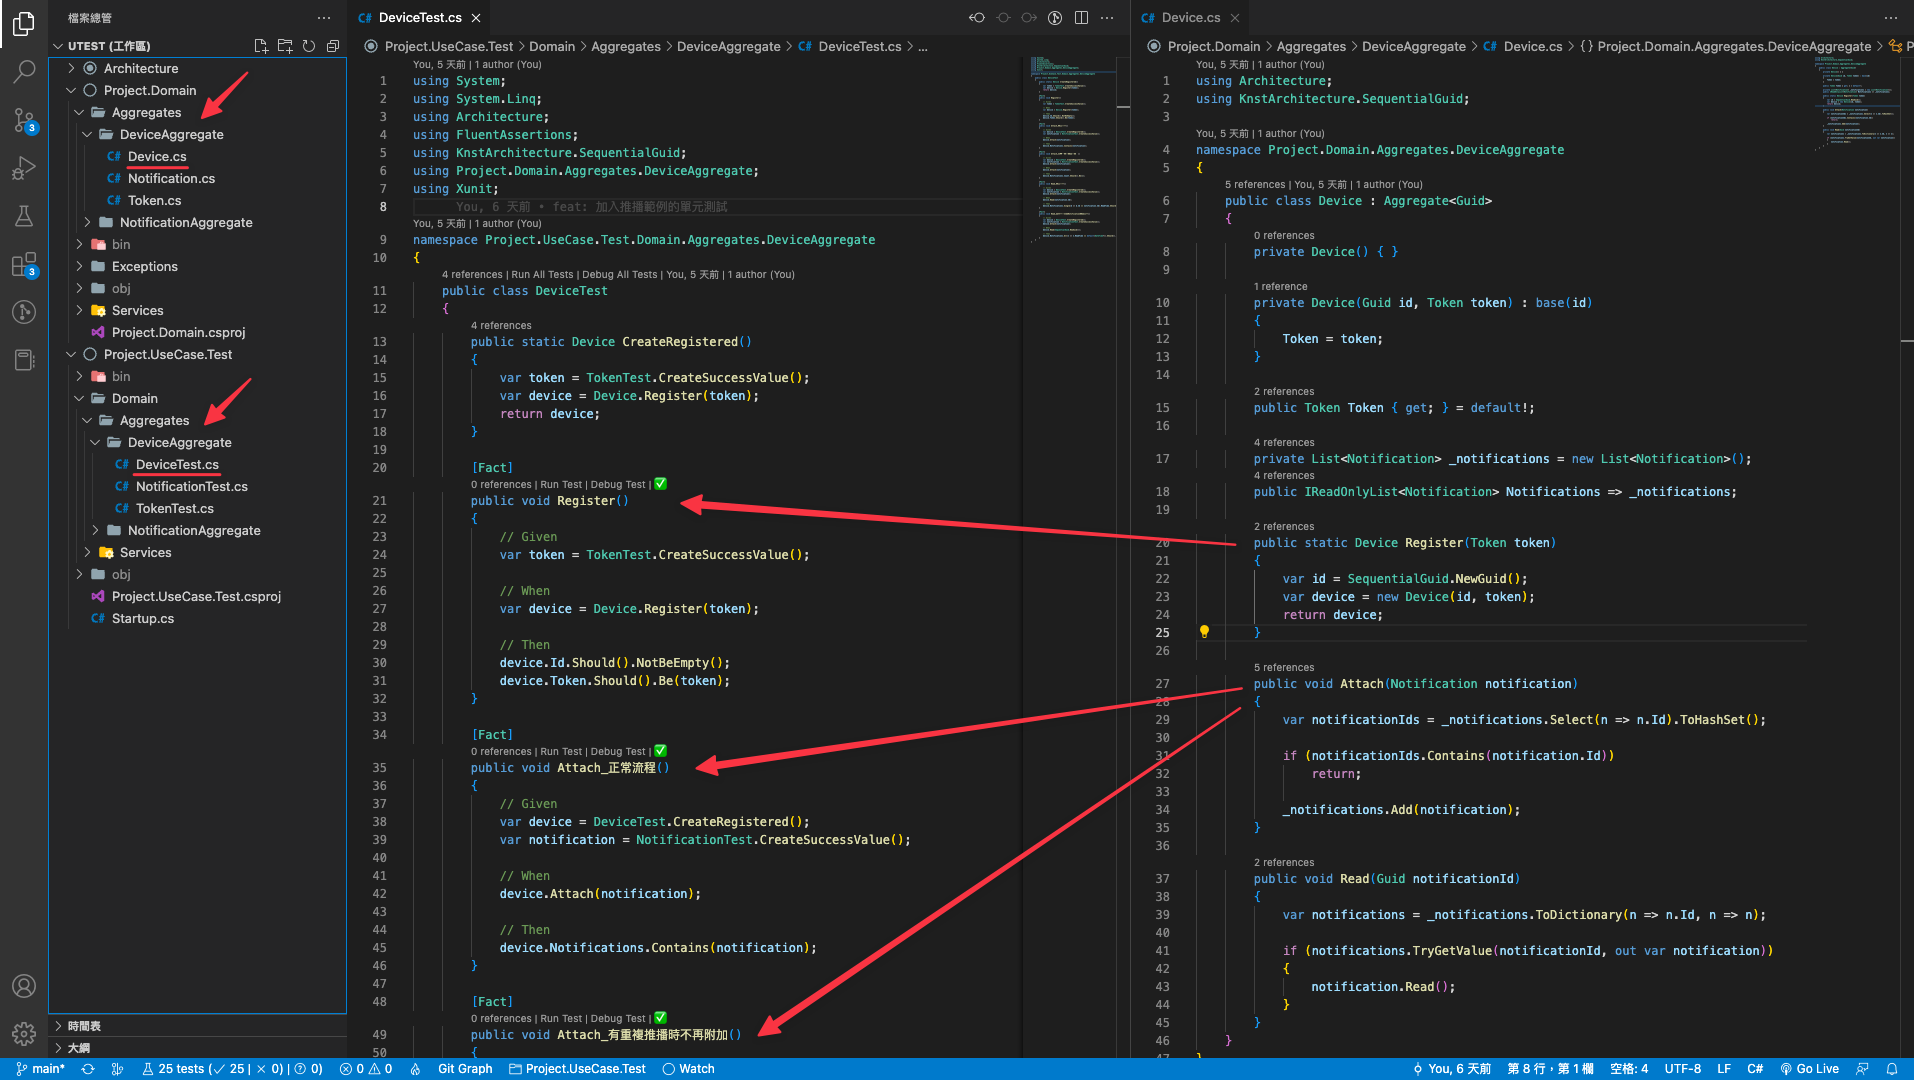 檔案總管
UTEST (工作區)
Architecture
Project.Domain
Aggregates
DeviceAggregate
C# Device.cs
C# Notification.cs
C# Token.cs
NotificationAggregate
bin
Exceptions
obj
Services
Project.Domain.csproj
Project.UseCase.Test
bin
Domain
Aggregates
DeviceAggregate
C# DeviceTest.cs
C# NotificationTest.cs
C# TokenTest.cs
NotificationAggregate
Services
obj
Project.UseCase.Test.csproj
C# Startup.cs
時間表
大綱
3
3
C# DeviceTest.cs
Project.UseCase.Test > Domain > Aggregates > DeviceAggregate > C# DeviceTest.cs > ...
You, 5 天前 | 1 author (You)
1 using System;
2 using System.Linq;
3 using Architecture;
4 using FluentAssertions;
5 using KnstArchitecture.SequentialGuid;
6 using Project.Domain.Aggregates.DeviceAggregate;
7 using Xunit;
8 You, 6 天前 • feat: 加入推播範例的單元測試
You, 5 天前 | 1 author (You)
9 namespace Project.UseCase.Test.Domain.Aggregates.DeviceAggregate
10 {
4 references | Run All Tests | Debug All Tests | You, 5 天前 | 1 author (You)
11 public class DeviceTest
12 {
4 references
13 public static Device CreateRegistered()
14 {
15 var token = TokenTest.CreateSuccessValue();
16 var device = Device.Register(token);
17 return device;
18 }
19
20 [Fact]
0 references | Run Test | Debug Test | ✅
21 public void Register()
22 {
23 // Given
24 var token = TokenTest.CreateSuccessValue();
25
26 // When
27 var device = Device.Register(token);
28
29 // Then
30 device.Id.Should().NotBeEmpty();
31 device.Token.Should().Be(token);
32 }
33
34 [Fact]
0 references | Run Test | Debug Test | ✅
35 public void Attach_正常流程()
36 {
37 // Given
38 var device = DeviceTest.CreateRegistered();
39 var notification = NotificationTest.CreateSuccessValue();
40
41 // When
42 device.Attach(notification);
43
44 // Then
45 device.Notifications.Contains(notification);
46 }
47
48 [Fact]
0 references | Run Test | Debug Test | ✅
49 public void Attach_有重複推播時不再附加()
50 {
C# Device.cs
Project.Domain > Aggregates > DeviceAggregate > C# Device.cs > {} Project.Domain.Aggregates.DeviceAggregate > P
You, 5 天前 | 1 author (You)
1 using Architecture;
2 using KnstArchitecture.SequentialGuid;
3
You, 5 天前 | 1 author (You)
4 namespace Project.Domain.Aggregates.DeviceAggregate
5 {
5 references | You, 5 天前 | 1 author (You)
6 public class Device : Aggregate<Guid>
7 {
0 references
8 private Device() { }
9
1 reference
10 private Device(Guid id, Token token) : base(id)
11 {
12 Token = token;
13 }
14
2 references
15 public Token Token { get; } = default!;
16
4 references
17 private List<Notification> _notifications = new List<Notification>();
4 references
18 public IReadOnlyList<Notification> Notifications => _notifications;
19
2 references
20 public static Device Register(Token token)
21 {
22 var id = SequentialGuid.NewGuid();
23 var device = new Device(id, token);
24 return device;
25 }
26
5 references
27 public void Attach(Notification notification)
28 {
29 var notificationIds = _notifications.Select(n => n.Id).ToHashSet();
30
31 if (notificationIds.Contains(notification.Id))
32 return;
33
34 _notifications.Add(notification);
35 }
36
2 references
37 public void Read(Guid notificationId)
38 {
39 var notifications = _notifications.ToDictionary(n => n.Id, n => n);
40
41 if (notifications.TryGetValue(notificationId, out var notification))
42 {
43 notification.Read();
44 }
45 }
46 }
47 }
main* 25 tests (✓ 25 | × 0) | ? 0) 0 0 Git Graph Project.UseCase.Test Watch You, 6 天前 第 8 行，第 1 欄 空格: 4 UTF-8 LF C# Go Live